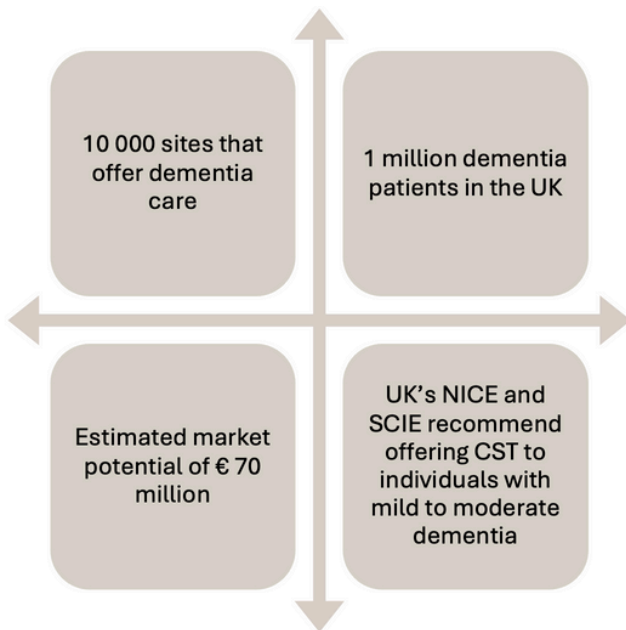 10 000 sites that
offer dementia
care
1 million dementia
patients in the UK
Estimated market
potential of € 70
million
UK’s NICE and
SCIE recommend
offering CST to
individuals with
mild to moderate
dementia